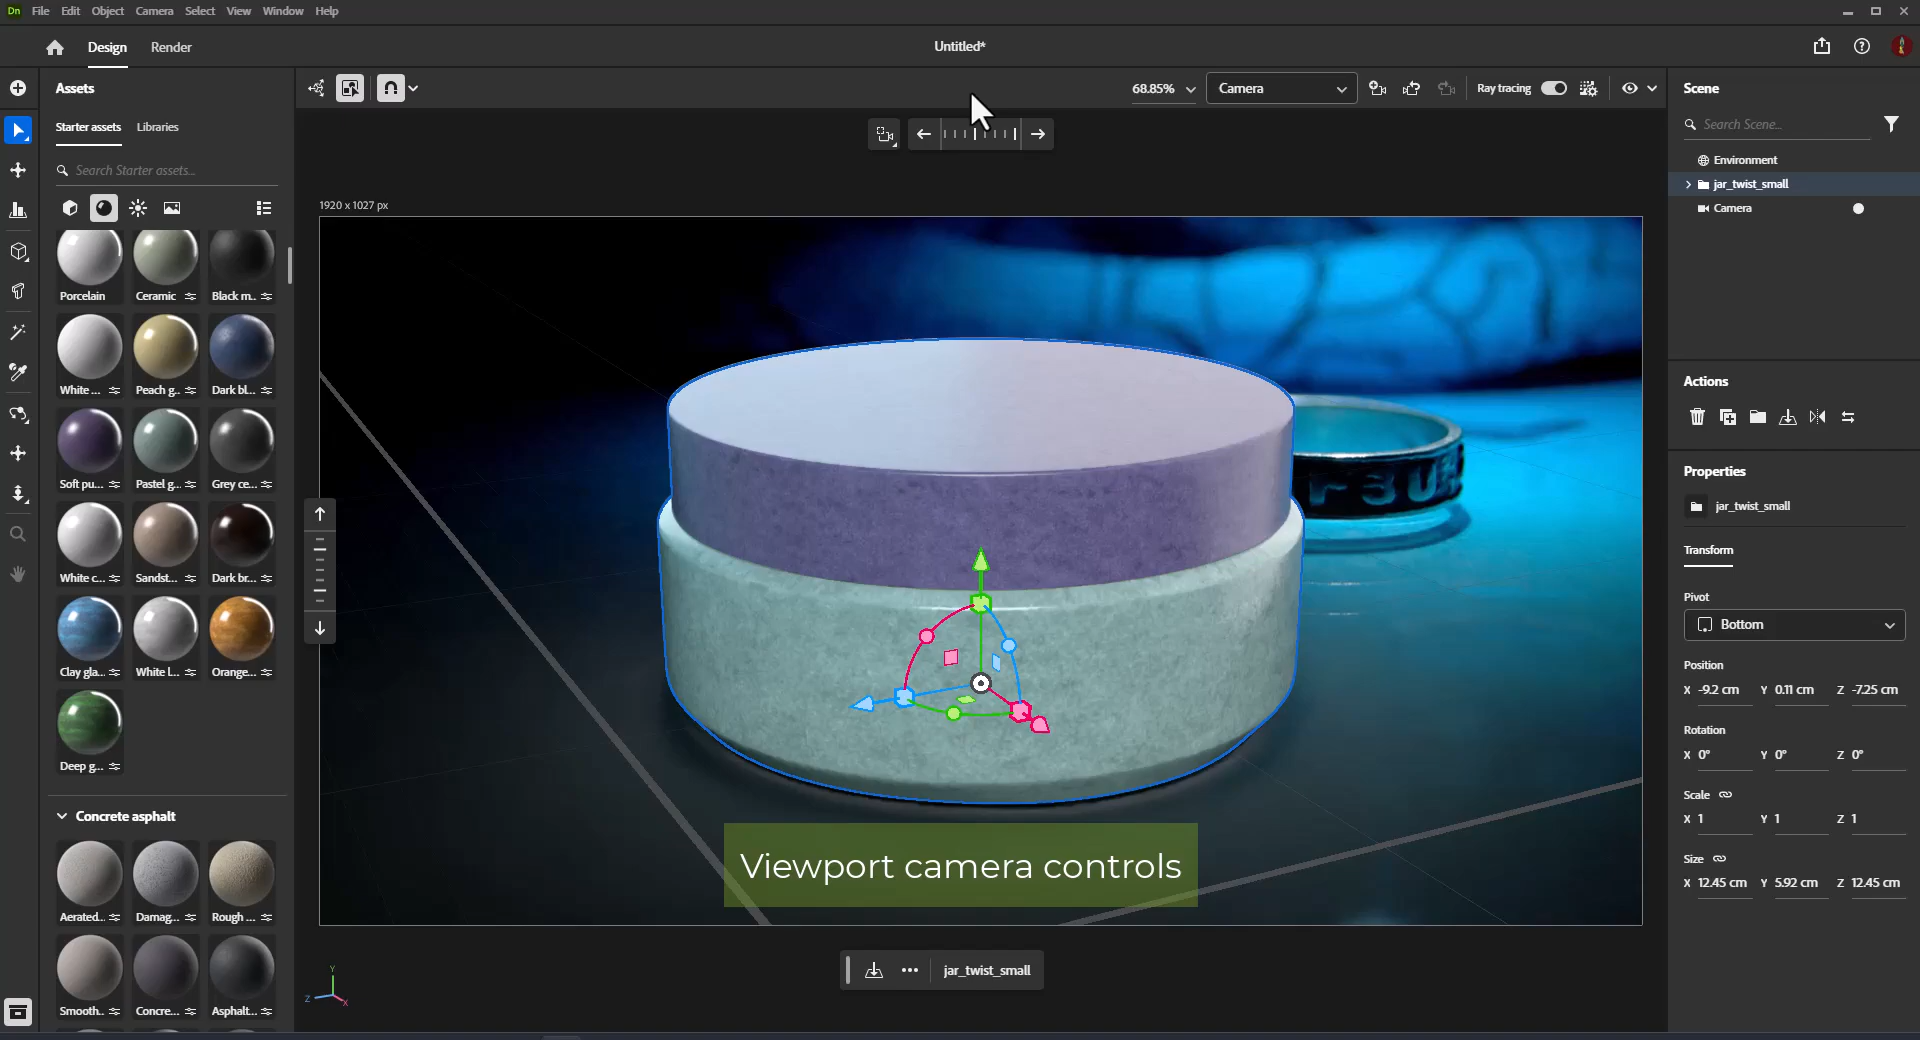 Dn File Edit Object Camera Select View Window Help
Design Render Untitled*
Assets
Starter assets Libraries
Search Starter assets...
Porcelain Ceramic Black m..
White ... Peach g.. Dark bl...
Soft pu... Pastel g... Grey ce...
White c... Sandst... Dark br...
Clay gla... White l... Orange...
Deep g...
Concrete asphalt
Aerated... Damag... Rough ...
Smooth.. Concre... Asphalt...
68.85% Camera Ray tracing
1920 x 1027 px
Viewport camera controls
jar_twist_small
Y
Z X
Scene
Search Scene...
Environment
jar_twist_small
Camera
Actions
Properties
jar_twist_small
Transform
Pivot
Bottom
Position
X -9.2 cm Y 0.11 cm Z -7.25 cm
Rotation
X 0° Y 0° Z 0°
Scale
X 1 Y 1 Z 1
Size
X 12.45 cm Y 5.92 cm Z 12.45 cm